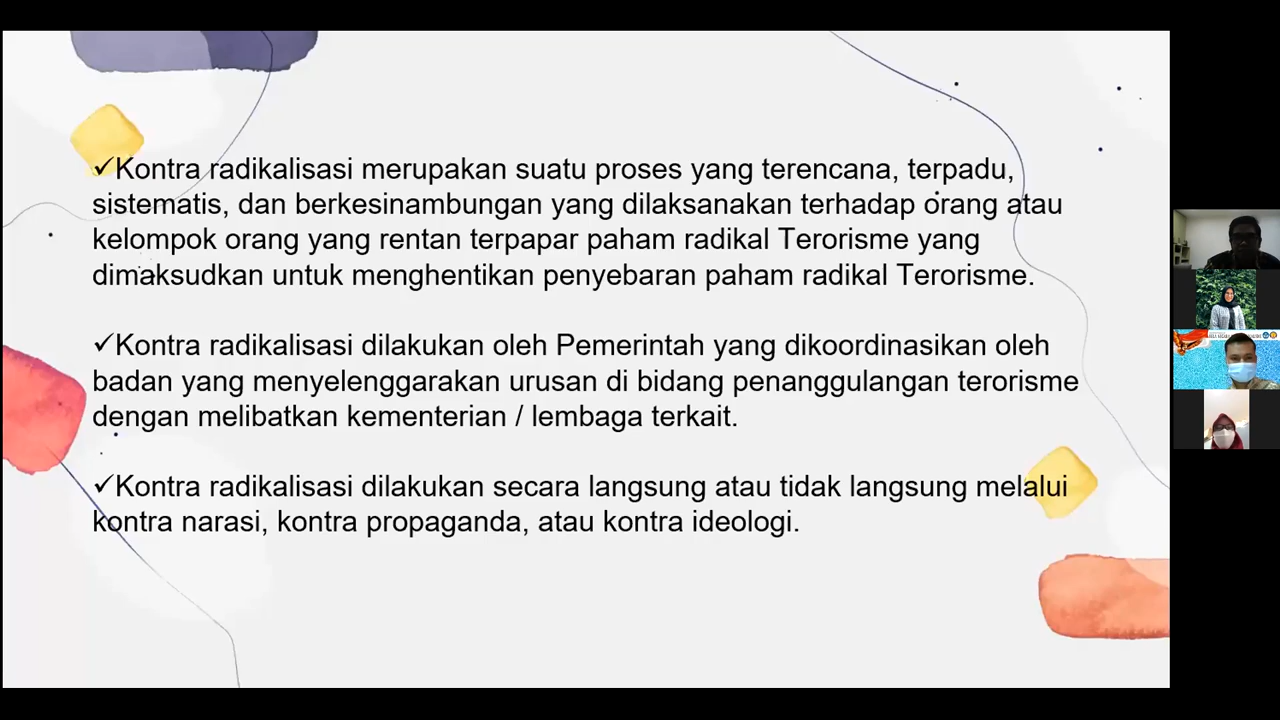 ✓Kontra radikalisasi merupakan suatu proses yang terencana, terpadu,
sistematis, dan berkesinambungan yang dilaksanakan terhadap orang atau
kelompok orang yang rentan terpapar paham radikal Terorisme yang
dimaksudkan untuk menghentikan penyebaran paham radikal Terorisme.
✓Kontra radikalisasi dilakukan oleh Pemerintah yang dikoordinasikan oleh
badan yang menyelenggarakan urusan di bidang penanggulangan terorisme
dengan melibatkan kementerian / lembaga terkait.
✓Kontra radikalisasi dilakukan secara langsung atau tidak langsung melalui
kontra narasi, kontra propaganda, atau kontra ideologi.